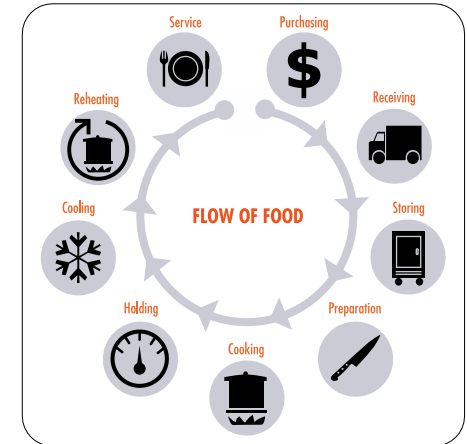 Service
Purchasing
$
Reheating
Receiving
Cooling
FLOW OF FOOD
Storing
Holding
Preparation
Cooking